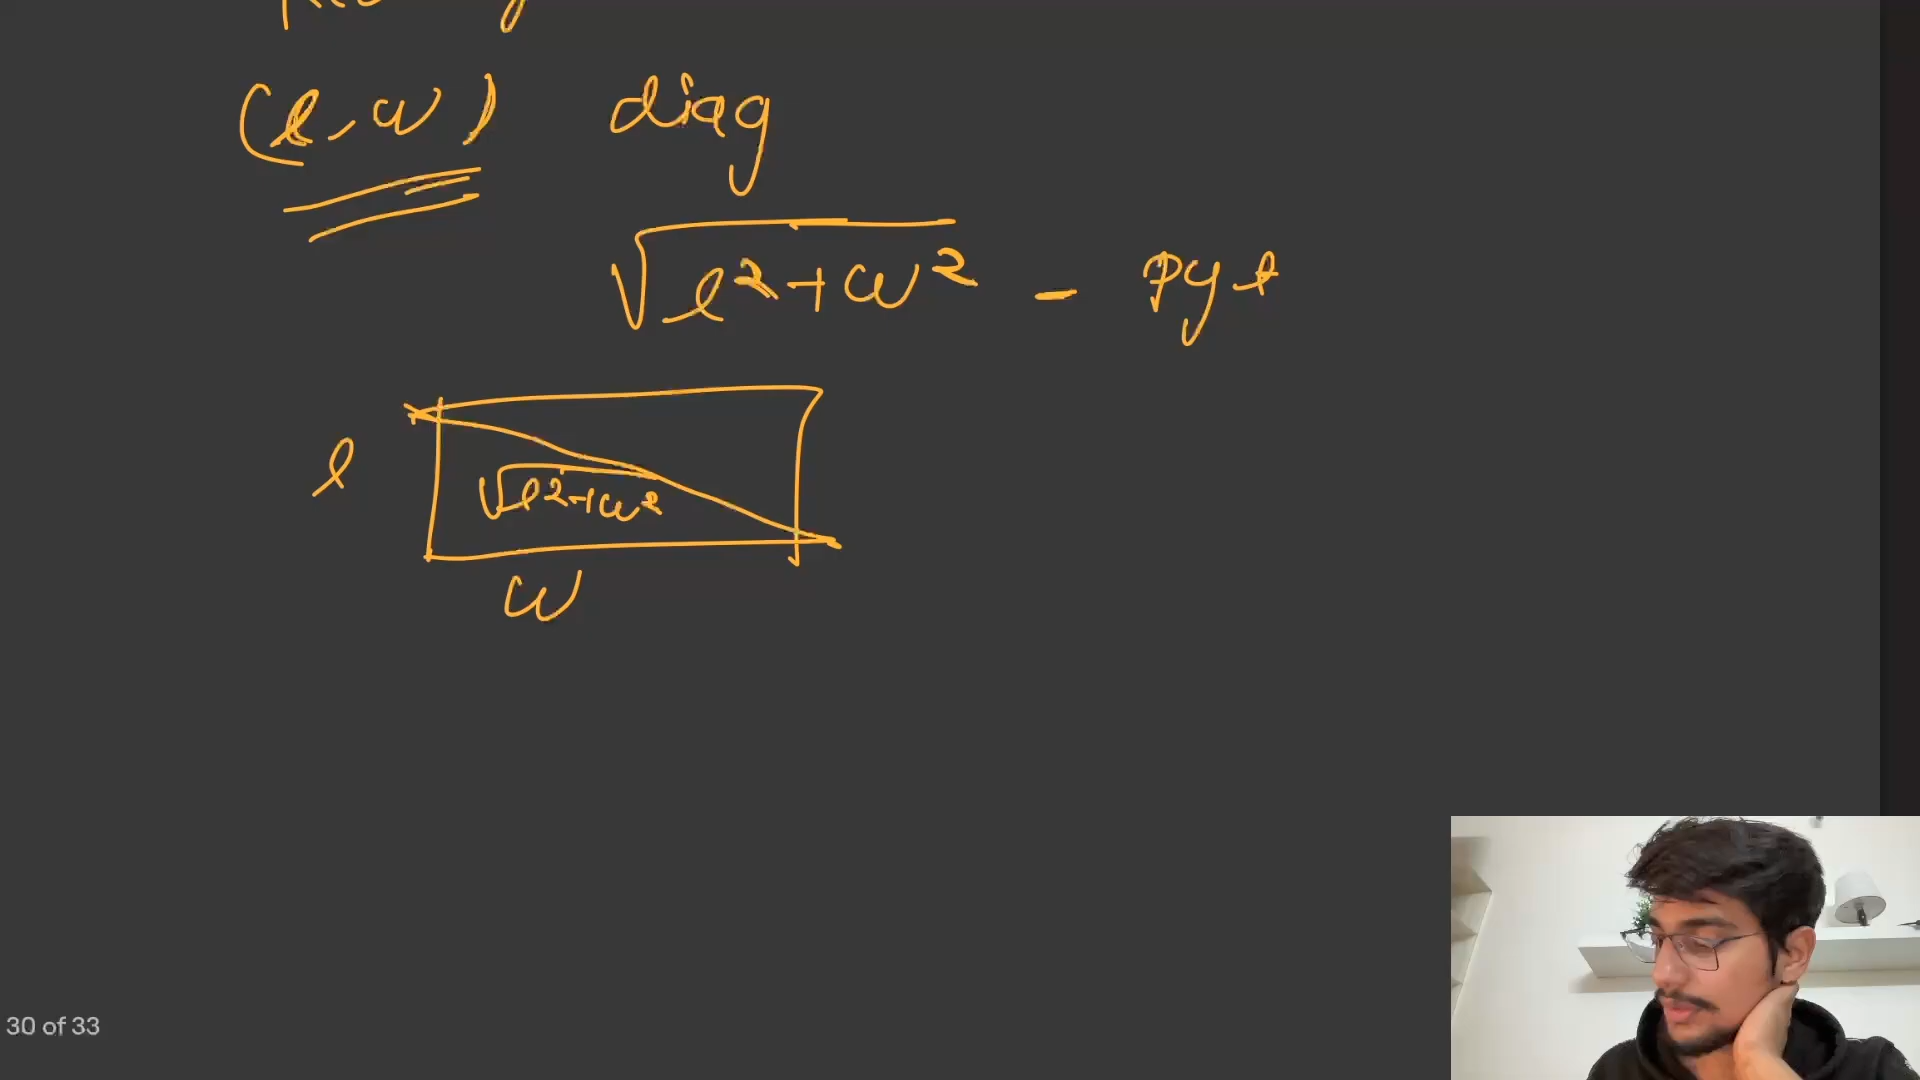 (l, w) diag
√l²+w² - Pyt
l
√l²+w²
w
30 of 33